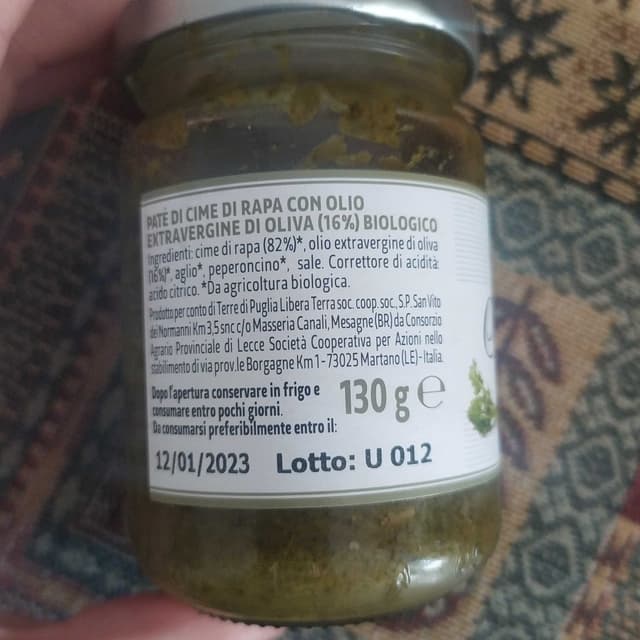 PATÉ DI CIME DI RAPA CON OLIO
EXTRAVERGINE DI OLIVA (16%) BIOLOGICO
Ingredienti: cime di rapa (82%)*, olio extravergine di oliva
(16%)*, aglio*, peperoncino*, sale. Correttore di acidità:
acido citrico. *Da agricoltura biologica.
Prodotto per conto di Terre di Puglia Libera Terra soc. coop. soc., S.P. San Vito
dei Normanni Km 3,5 snc c/o Masseria Canali, Mesagne (BR) da Consorzio
Agrario Provinciale di Lecce Società Cooperativa per Azioni nello
stabilimento di via prov.le Borgagne Km 1 - 73025 Martano (LE) - Italia.
Dopo l'apertura conservare in frigo e
consumare entro pochi giorni.
Da consumarsi preferibilmente entro il:
130 g ℮
12/01/2023 Lotto: U 012